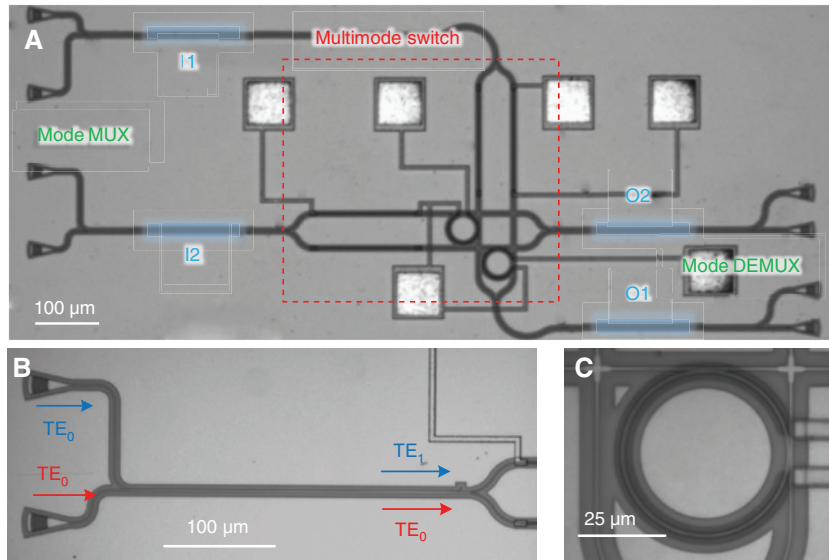 A
I1
Multimode switch
Mode MUX
I2
O2
Mode DEMUX
O1
100 µm
B
TE0
TE0
TE1
TE0
100 µm
C
25 µm